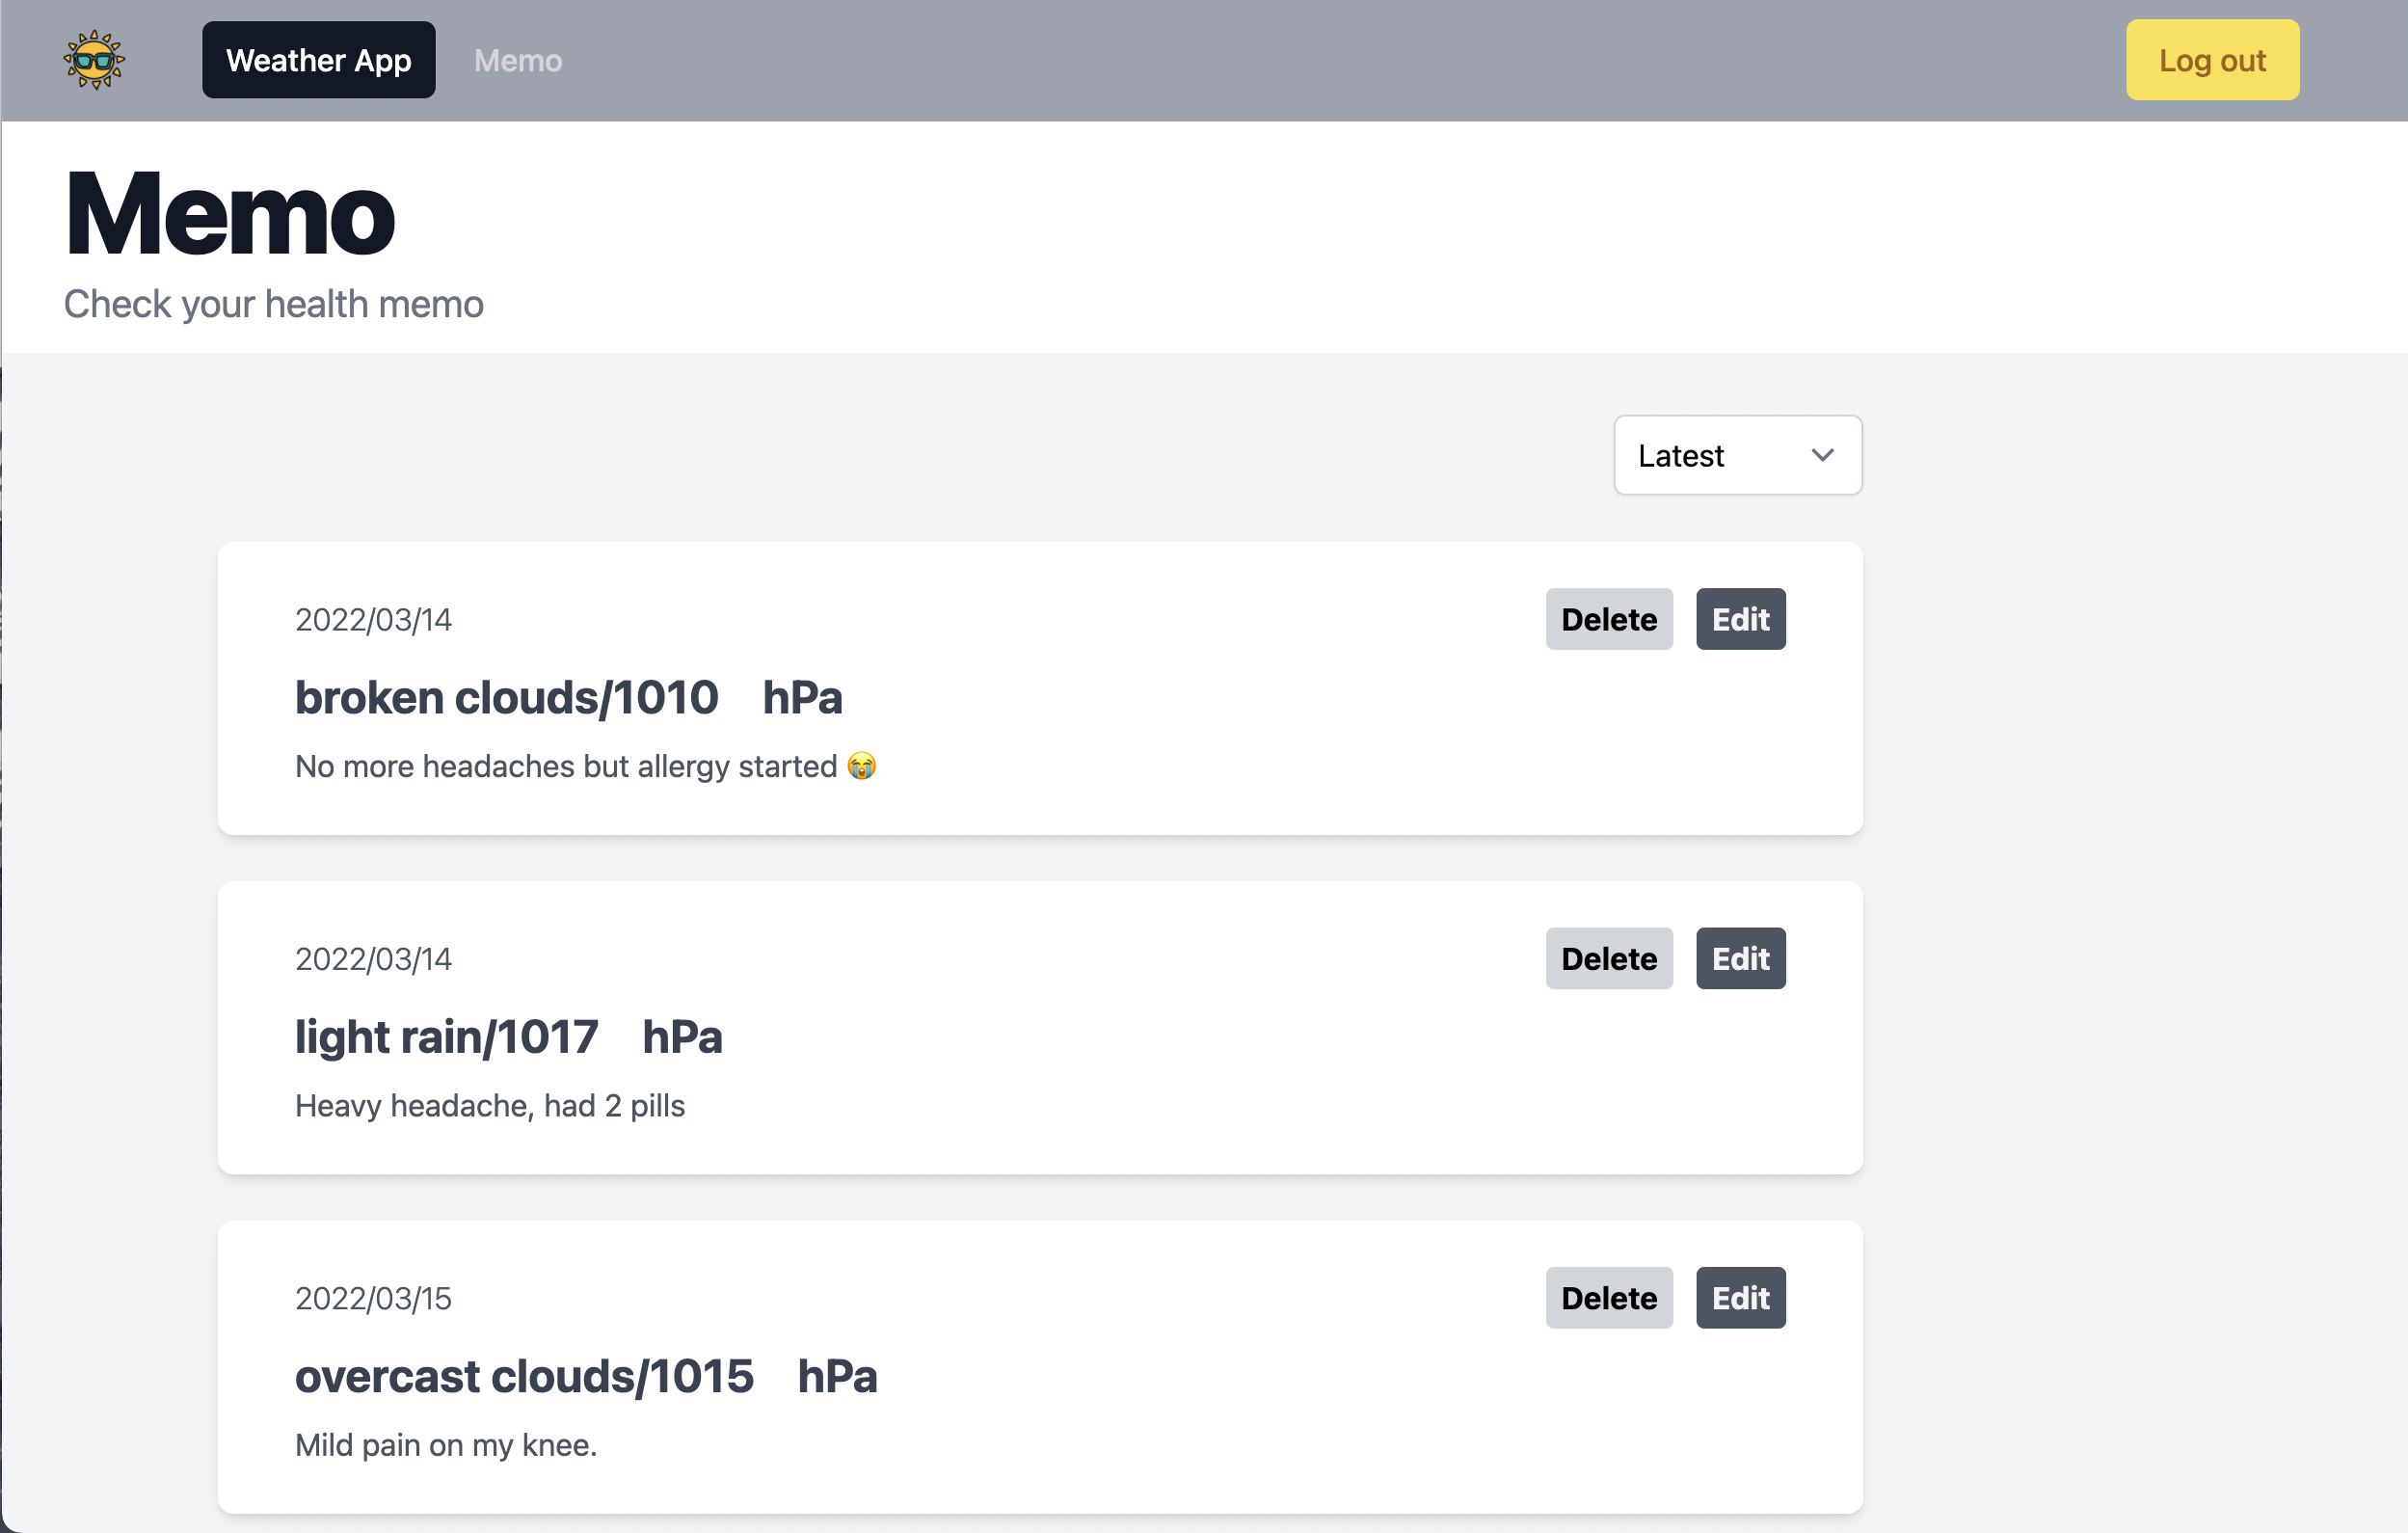 Weather App Memo Log out
Memo
Check your health memo
Latest
2022/03/14 Delete Edit
broken clouds/1010 hPa
No more headaches but allergy started 😭
2022/03/14 Delete Edit
light rain/1017 hPa
Heavy headache, had 2 pills
2022/03/15 Delete Edit
overcast clouds/1015 hPa
Mild pain on my knee.